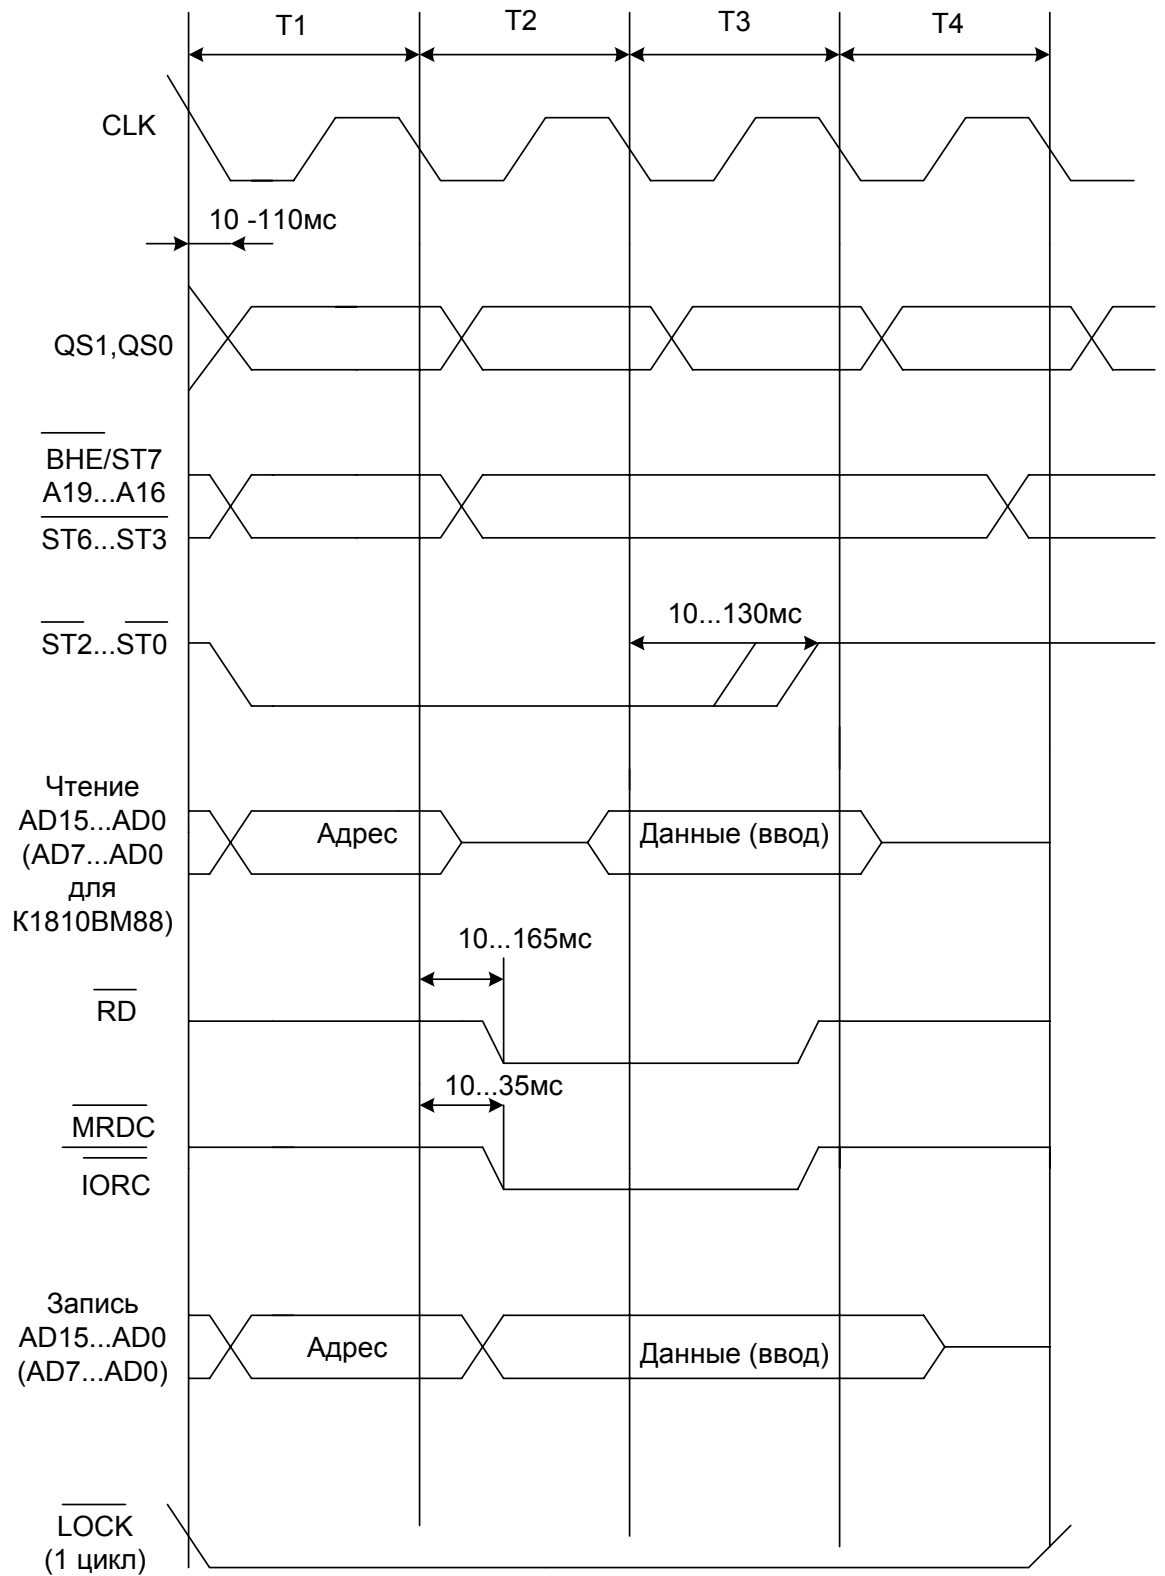 T1
T2
T3
T4
CLK
10 -110мс
QS1,QS0
BHE/ST7
A19...A16
ST6...ST3
10...130мс
ST2...ST0
Чтение
AD15...AD0
(AD7...AD0
для
К1810ВМ88)
Адрес
Данные (ввод)
10...165мс
RD
10...35мс
MRDC
IORC
Запись
AD15...AD0
(AD7...AD0)
Адрес
Данные (ввод)
LOCK
(1 цикл)